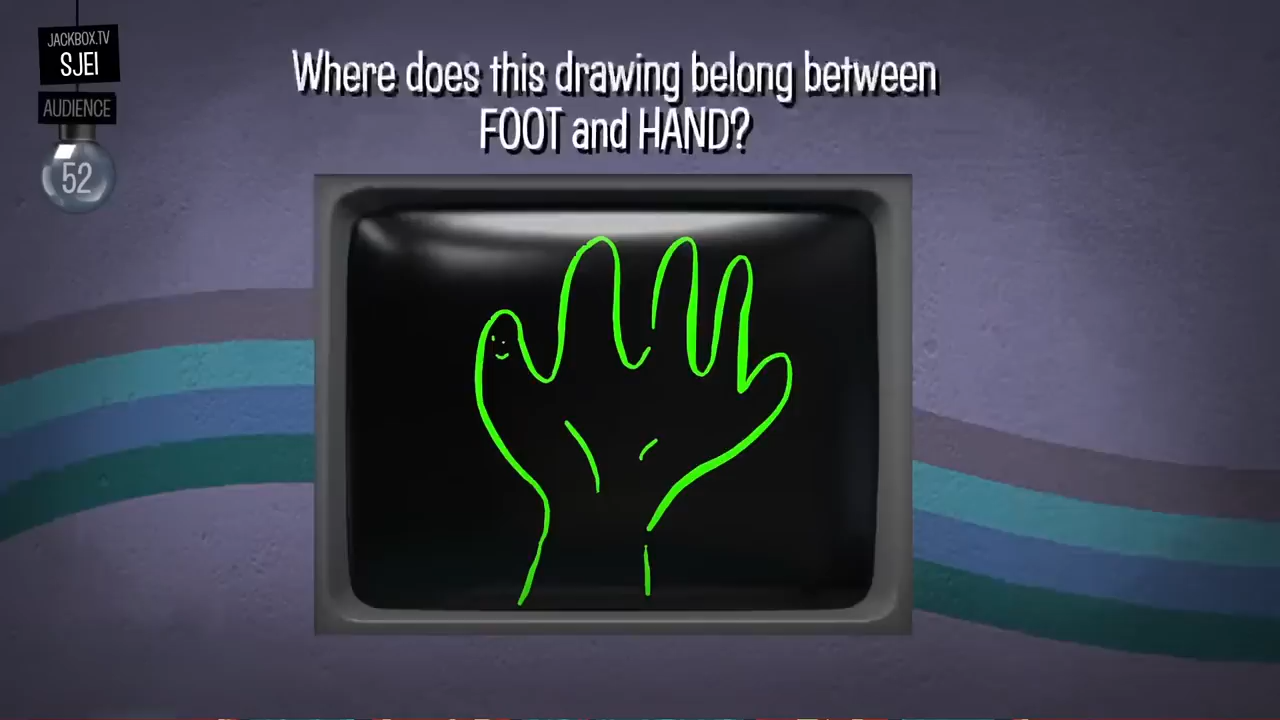 JACKBOX.TV
SJEI
AUDIENCE
52
Where does this drawing belong between
FOOT and HAND?